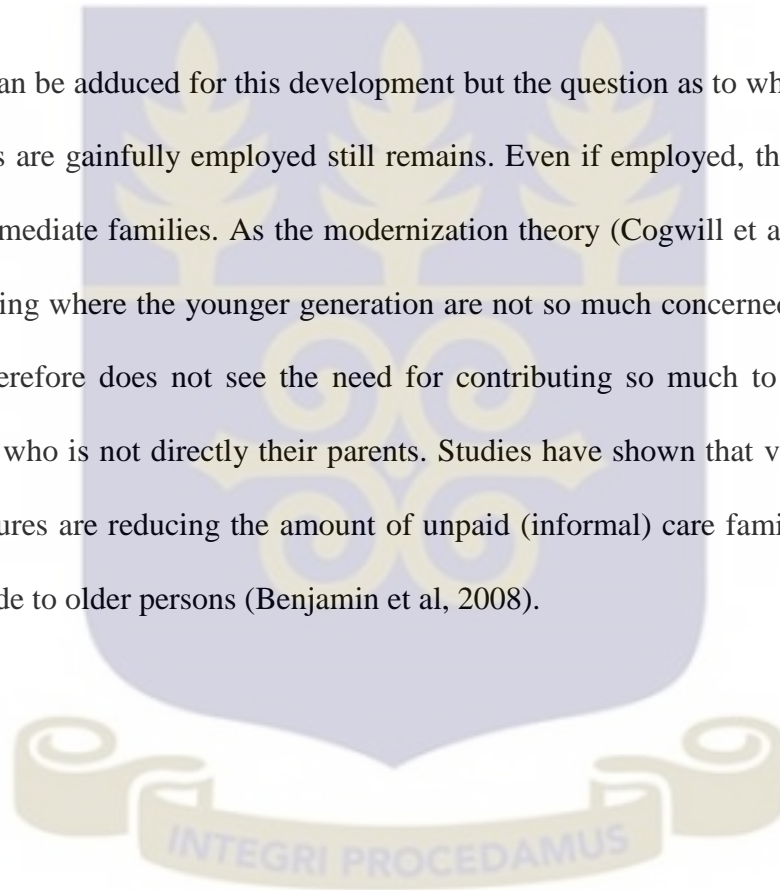 an be adduced for this development but the question as to wh
s are gainfully employed still remains. Even if employed, th
mediate families. As the modernization theory (Cogwill et a
ing where the younger generation are not so much concerned
erefore does not see the need for contributing so much to
who is not directly their parents. Studies have shown that v
ures are reducing the amount of unpaid (informal) care fami
de to older persons (Benjamin et al, 2008).
INTEGRI PROCEDAMUS